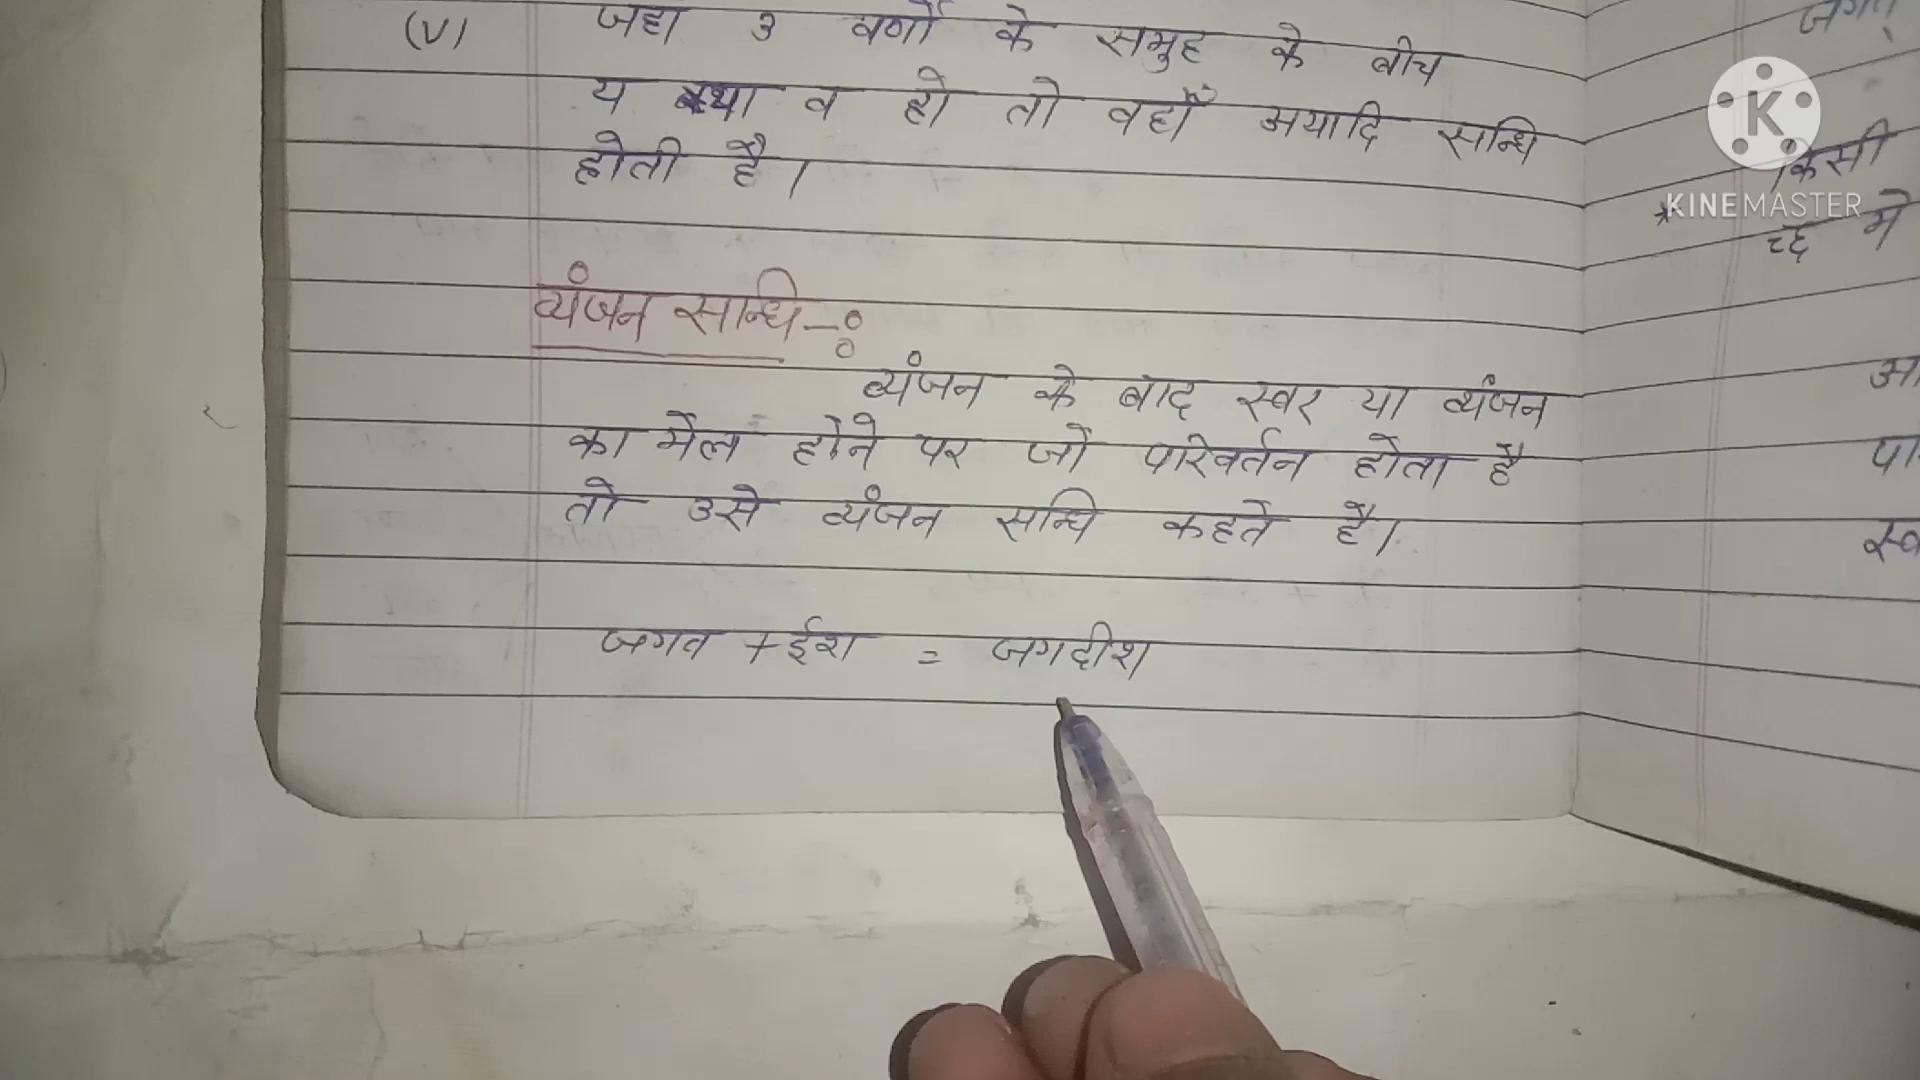 (V) जहा 3 वर्णों के समुह के बीच
य तथा व हो तो वहाँ अयादि सन्धि
होती है।
व्यंजन सान्धि -:
व्यंजन के बाद स्वर या व्यंजन
का मेल होने पर जो परिवर्तन होता है
तो उसे व्यंजन सन्धि कहते है।
जगत + ईश = जगदीश
जगत्
किसी
* च्छ मे
KINEMASTER